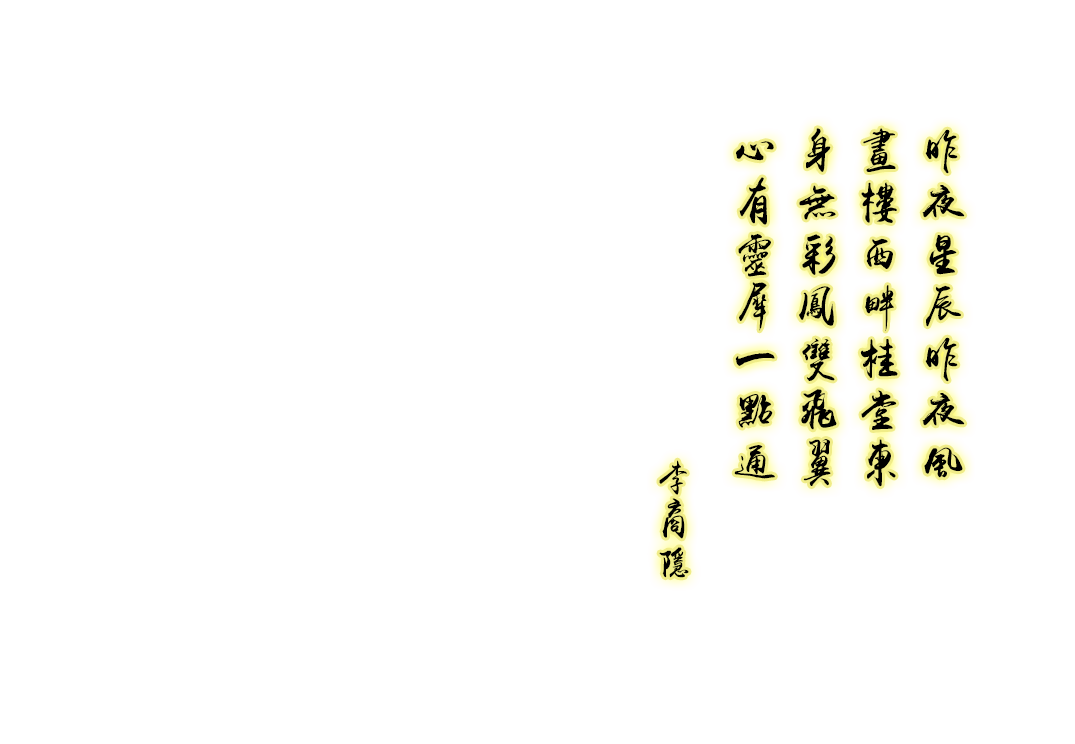 昨夜星辰昨夜風
畫樓西畔桂堂東
身無彩鳳雙飛翼
心有靈犀一點通
李商隱